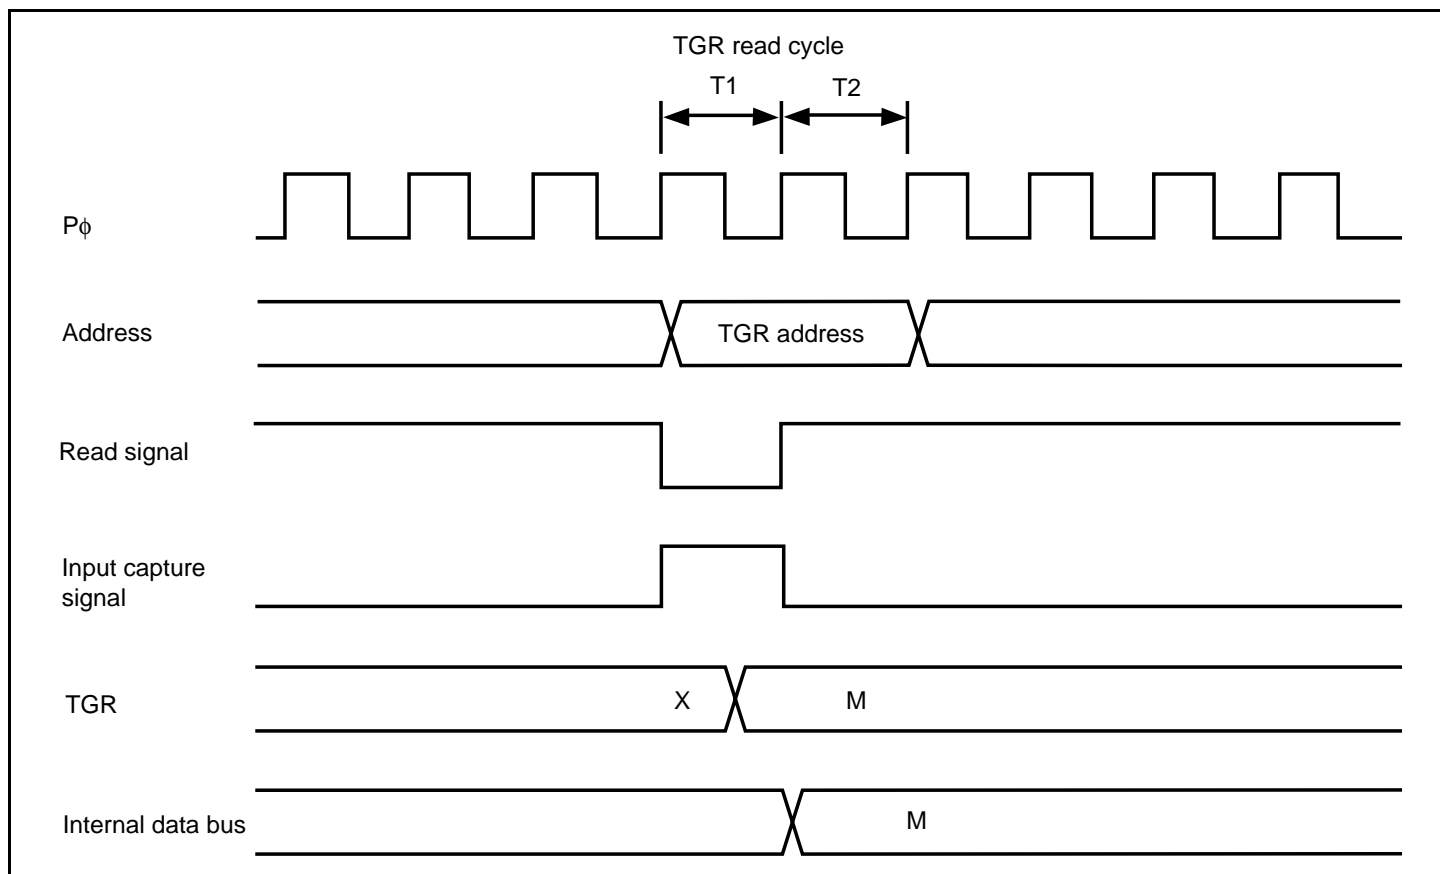 TGR read cycle
T1
T2
Pϕ
Address
TGR address
Read signal
Input capture
signal
TGR
X
M
Internal data bus
M